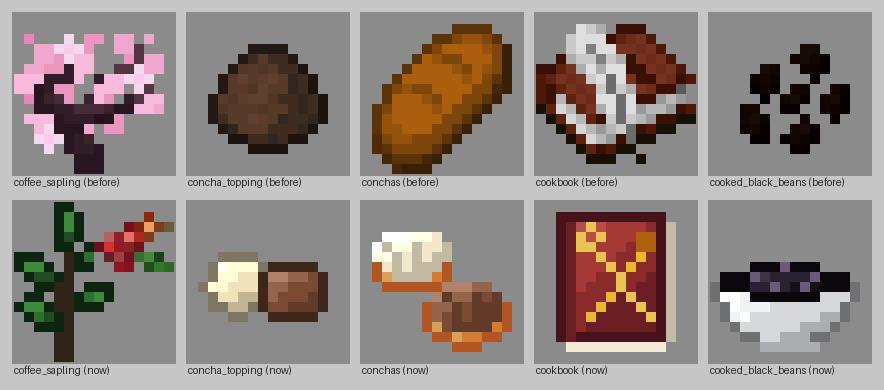 coffee_sapling (before)
concha_topping (before)
conchas (before)
cookbook (before)
cooked_black_beans (before)
coffee_sapling (now)
concha_topping (now)
conchas (now)
cookbook (now)
cooked_black_beans (now)